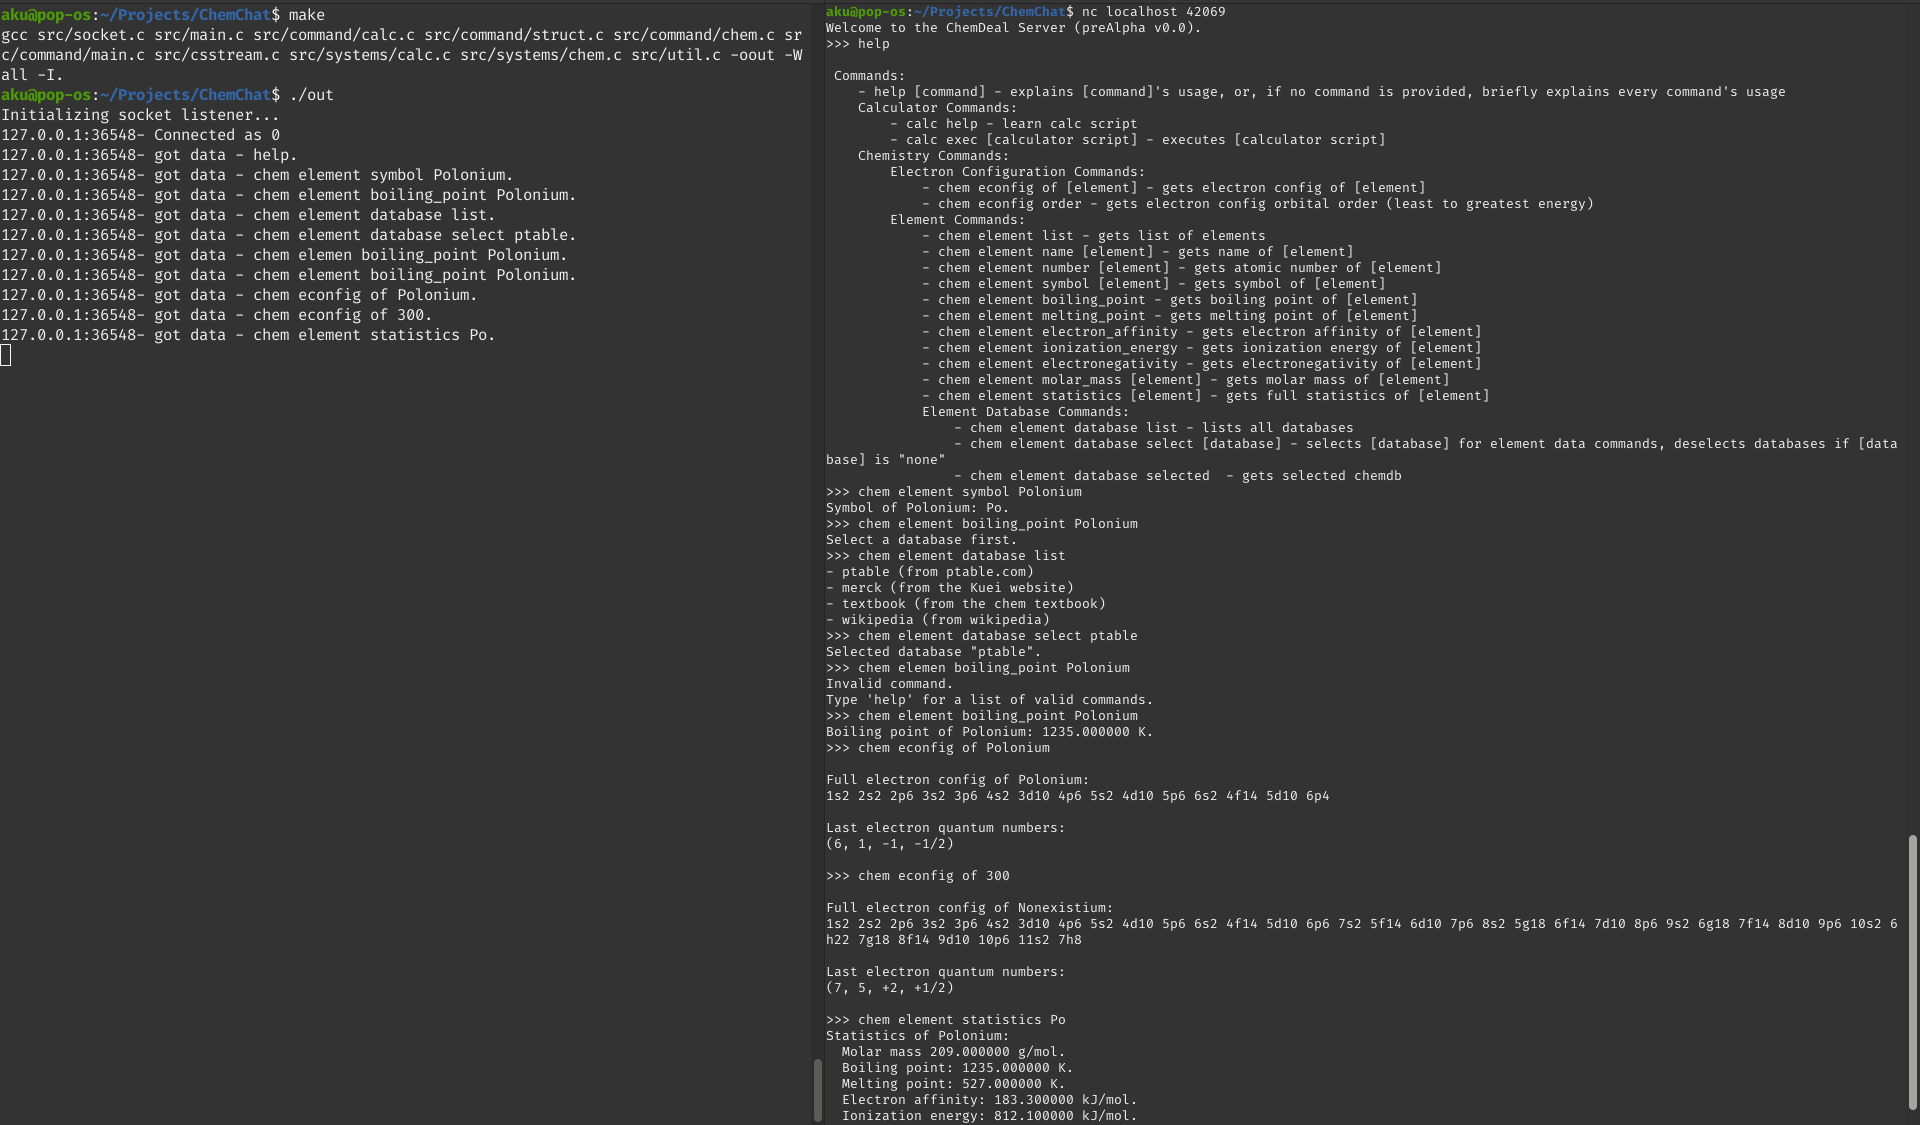 aku@pop-os:~/Projects/ChemChat$ make
gcc src/socket.c src/main.c src/command/calc.c src/command/struct.c src/command/chem.c sr
c/command/main.c src/csstream.c src/systems/calc.c src/systems/chem.c src/util.c -oout -W
all -I.
aku@pop-os:~/Projects/ChemChat$ ./out
Initializing socket listener...
127.0.0.1:36548- Connected as 0
127.0.0.1:36548- got data - help.
127.0.0.1:36548- got data - chem element symbol Polonium.
127.0.0.1:36548- got data - chem element boiling_point Polonium.
127.0.0.1:36548- got data - chem element database list.
127.0.0.1:36548- got data - chem element database select ptable.
127.0.0.1:36548- got data - chem elemen boiling_point Polonium.
127.0.0.1:36548- got data - chem element boiling_point Polonium.
127.0.0.1:36548- got data - chem econfig of Polonium.
127.0.0.1:36548- got data - chem econfig of 300.
127.0.0.1:36548- got data - chem element statistics Po.
aku@pop-os:~/Projects/ChemChat$ nc localhost 42069
Welcome to the ChemDeal Server (preAlpha v0.0).
>>> help
Commands:
- help [command] - explains [command]'s usage, or, if no command is provided, briefly explains every command's usage
Calculator Commands:
- calc help - learn calc script
- calc exec [calculator script] - executes [calculator script]
Chemistry Commands:
Electron Configuration Commands:
- chem econfig of [element] - gets electron config of [element]
- chem econfig order - gets electron config orbital order (least to greatest energy)
Element Commands:
- chem element list - gets list of elements
- chem element name [element] - gets name of [element]
- chem element number [element] - gets atomic number of [element]
- chem element symbol [element] - gets symbol of [element]
- chem element boiling_point - gets boiling point of [element]
- chem element melting_point - gets melting point of [element]
- chem element electron_affinity - gets electron affinity of [element]
- chem element ionization_energy - gets ionization energy of [element]
- chem element electronegativity - gets electronegativity of [element]
- chem element molar_mass [element] - gets molar mass of [element]
- chem element statistics [element] - gets full statistics of [element]
Element Database Commands:
- chem element database list - lists all databases
- chem element database select [database] - selects [database] for element data commands, deselects databases if [data
base] is "none"
- chem element database selected  - gets selected chemdb
>>> chem element symbol Polonium
Symbol of Polonium: Po.
>>> chem element boiling_point Polonium
Select a database first.
>>> chem element database list
- ptable (from ptable.com)
- merck (from the Kuei website)
- textbook (from the chem textbook)
- wikipedia (from wikipedia)
>>> chem element database select ptable
Selected database "ptable".
>>> chem elemen boiling_point Polonium
Invalid command.
Type 'help' for a list of valid commands.
>>> chem element boiling_point Polonium
Boiling point of Polonium: 1235.000000 K.
>>> chem econfig of Polonium
Full electron config of Polonium:
1s2 2s2 2p6 3s2 3p6 4s2 3d10 4p6 5s2 4d10 5p6 6s2 4f14 5d10 6p4
Last electron quantum numbers:
(6, 1, -1, -1/2)
>>> chem econfig of 300
Full electron config of Nonexistium:
1s2 2s2 2p6 3s2 3p6 4s2 3d10 4p6 5s2 4d10 5p6 6s2 4f14 5d10 6p6 7s2 5f14 6d10 7p6 8s2 5g18 6f14 7d10 8p6 9s2 6g18 7f14 8d10 9p6 10s2 6
h22 7g18 8f14 9d10 10p6 11s2 7h8
Last electron quantum numbers:
(7, 5, +2, +1/2)
>>> chem element statistics Po
Statistics of Polonium:
Molar mass 209.000000 g/mol.
Boiling point: 1235.000000 K.
Melting point: 527.000000 K.
Electron affinity: 183.300000 kJ/mol.
Ionization energy: 812.100000 kJ/mol.